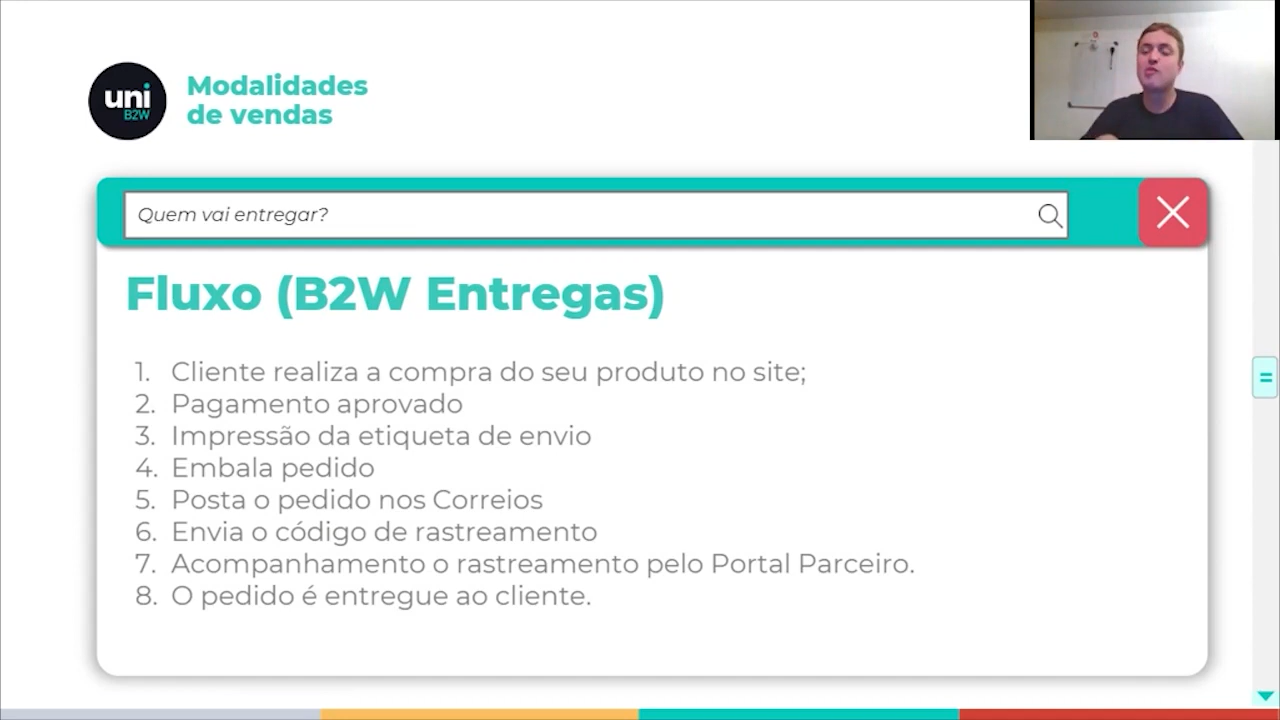 uni
B2W
Modalidades
de vendas
Quem vai entregar?
Fluxo (B2W Entregas)
1. Cliente realiza a compra do seu produto no site;
2. Pagamento aprovado
3. Impressão da etiqueta de envio
4. Embala pedido
5. Posta o pedido nos Correios
6. Envia o código de rastreamento
7. Acompanhamento o rastreamento pelo Portal Parceiro.
8. O pedido é entregue ao cliente.